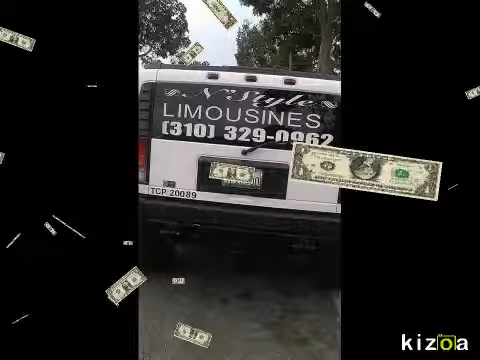 N'Style
LIMOUSINES
(310) 329-0962
TCP 20089
kizoa